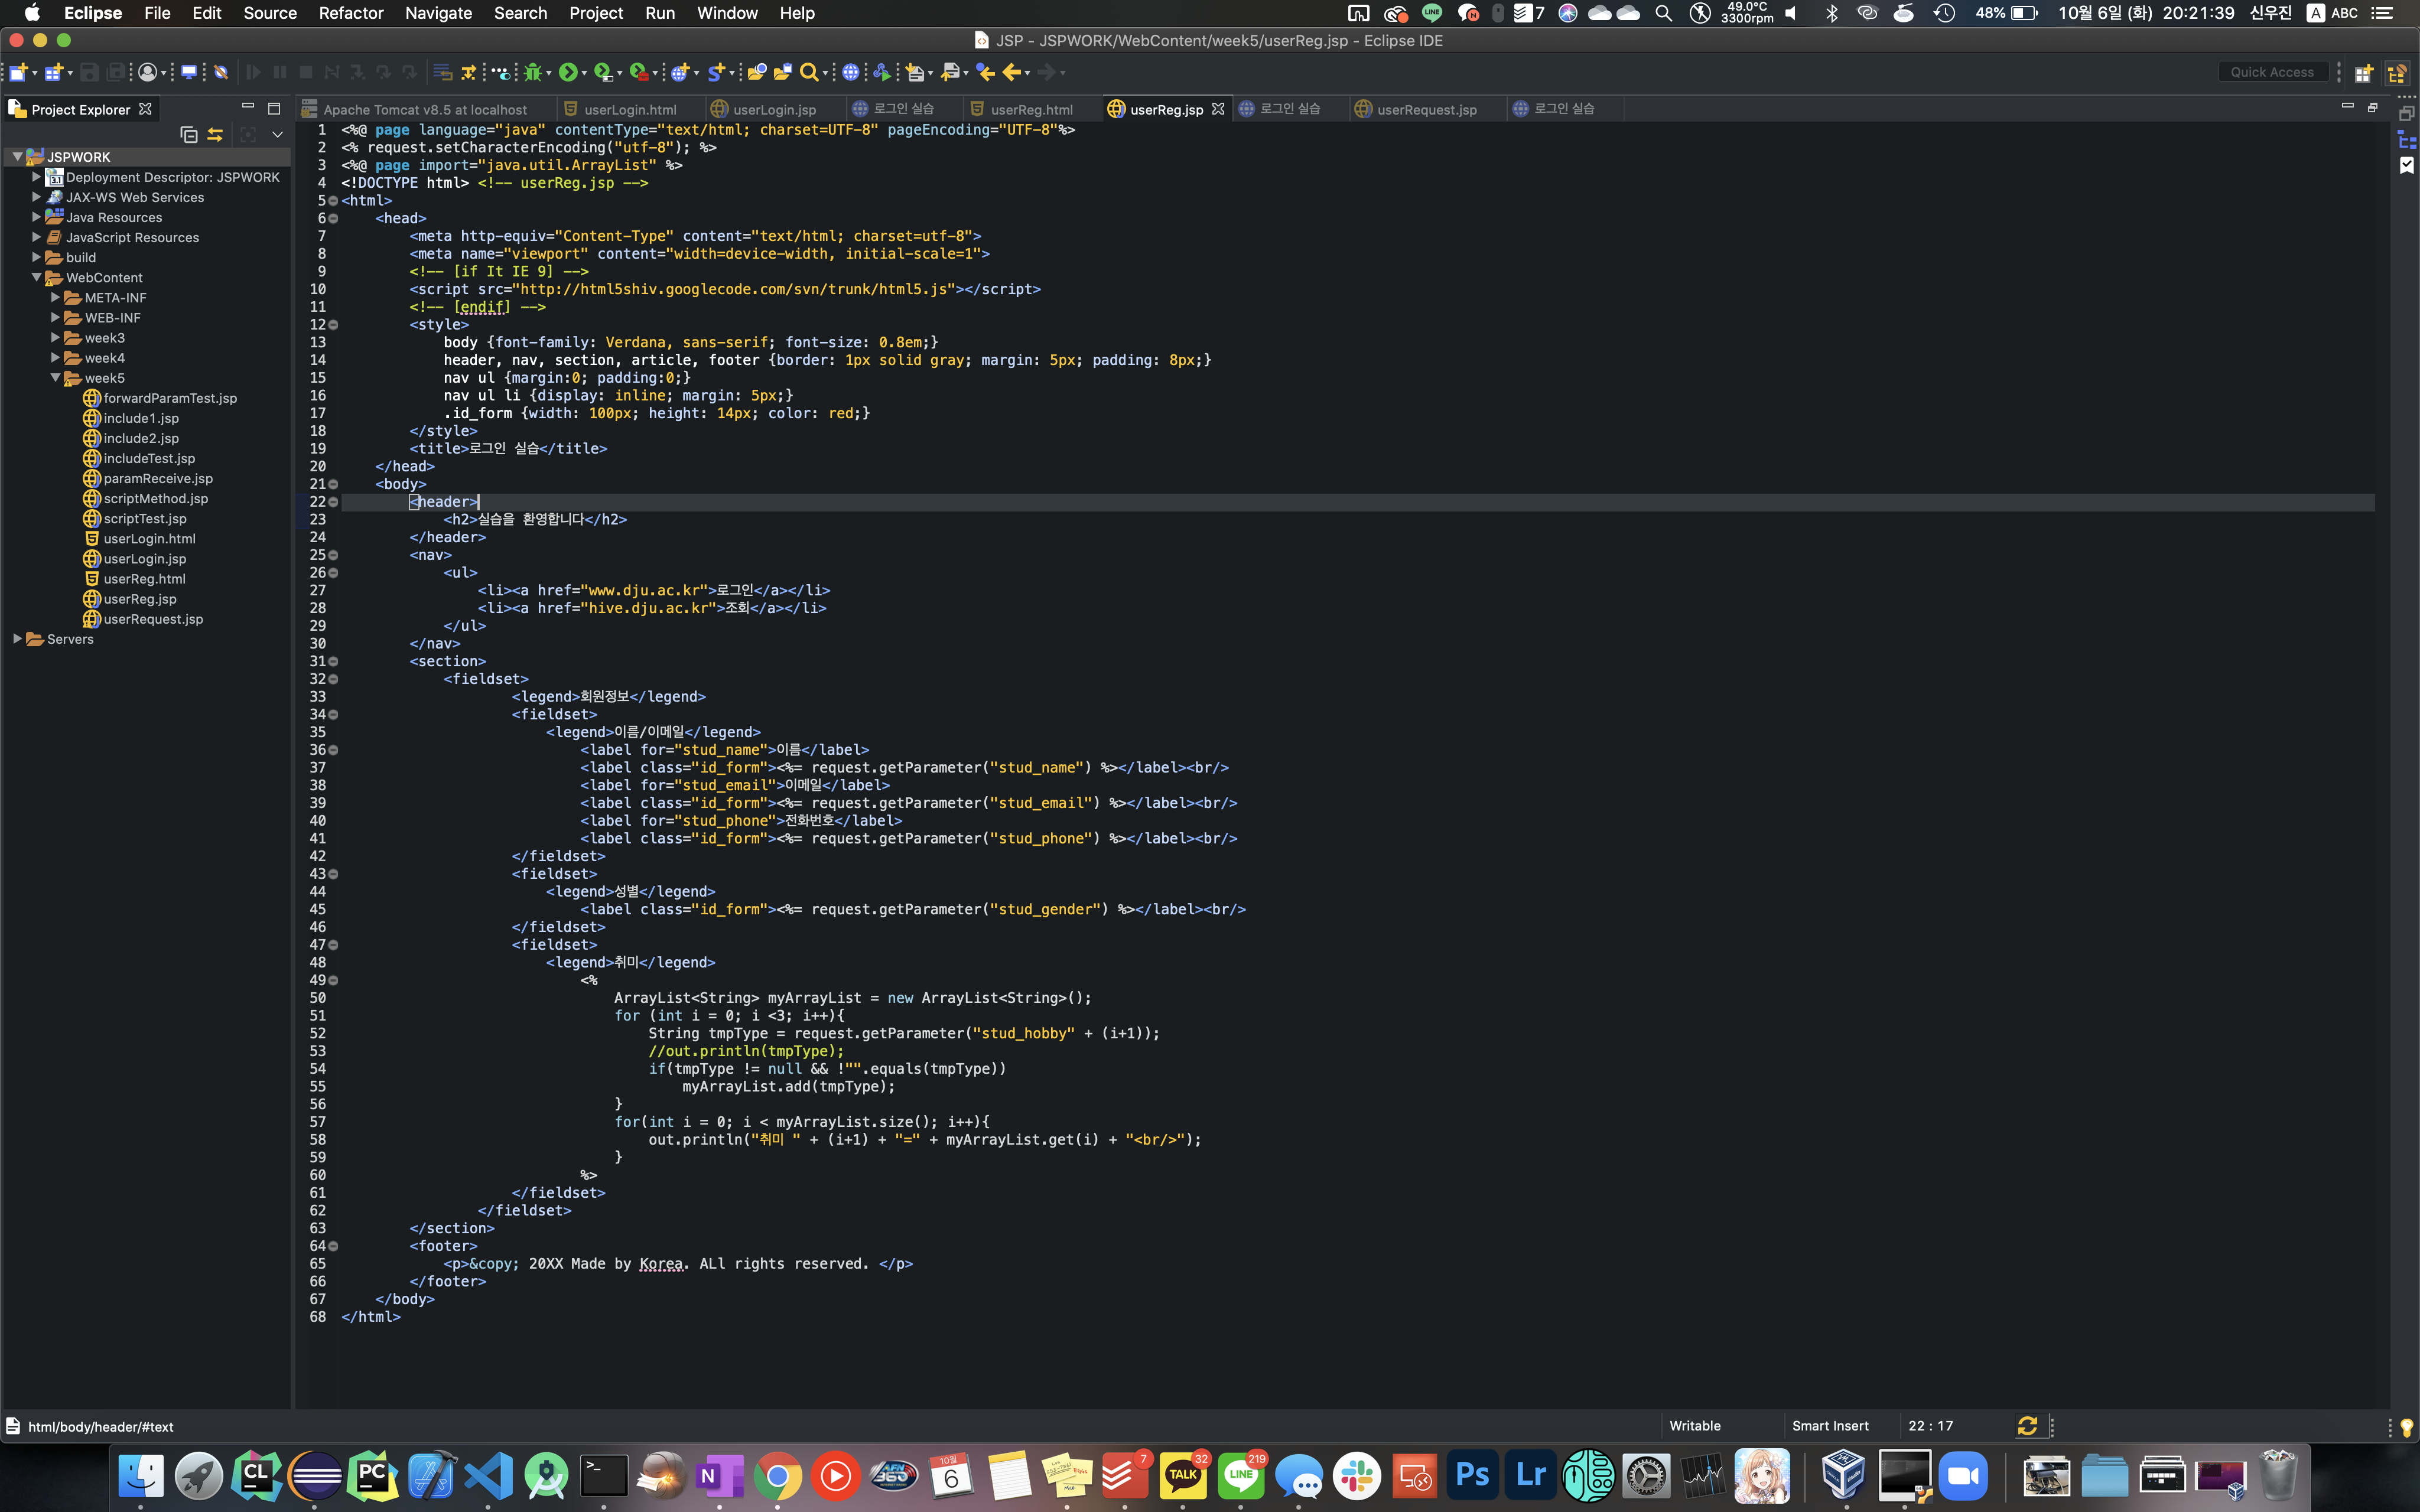 Eclipse File Edit Source Refactor Navigate Search Project Run Window Help
7 49.0°C 3300rpm 48% 10월 6일 (화) 20:21:39 신우진 A ABC
JSP - JSPWORK/WebContent/week5/userReg.jsp - Eclipse IDE
Quick Access
Project Explorer
Apache Tomcat v8.5 at localhost userLogin.html userLogin.jsp 로그인 실습 userReg.html userReg.jsp 로그인 실습 userRequest.jsp 로그인 실습
JSPWORK
Deployment Descriptor: JSPWORK
JAX-WS Web Services
Java Resources
JavaScript Resources
build
WebContent
META-INF
WEB-INF
week3
week4
week5
forwardParamTest.jsp
include1.jsp
include2.jsp
includeTest.jsp
paramReceive.jsp
scriptMethod.jsp
scriptTest.jsp
userLogin.html
userLogin.jsp
userReg.html
userReg.jsp
userRequest.jsp
Servers
1 <%@ page language="java" contentType="text/html; charset=UTF-8" pageEncoding="UTF-8"%>
2 <% request.setCharacterEncoding("utf-8"); %>
3 <%@ page import="java.util.ArrayList" %>
4 <!DOCTYPE html> <!-- userReg.jsp -->
5 <html>
6 <head>
7 <meta http-equiv="Content-Type" content="text/html; charset=utf-8">
8 <meta name="viewport" content="width=device-width, initial-scale=1">
9 <!-- [if It IE 9] -->
10 <script src="http://html5shiv.googlecode.com/svn/trunk/html5.js"></script>
11 <!-- [endif] -->
12 <style>
13 body {font-family: Verdana, sans-serif; font-size: 0.8em;}
14 header, nav, section, article, footer {border: 1px solid gray; margin: 5px; padding: 8px;}
15 nav ul {margin:0; padding:0;}
16 nav ul li {display: inline; margin: 5px;}
17 .id_form {width: 100px; height: 14px; color: red;}
18 </style>
19 <title>로그인 실습</title>
20 </head>
21 <body>
22 <header>
23 <h2>실습을 환영합니다</h2>
24 </header>
25 <nav>
26 <ul>
27 <li><a href="www.dju.ac.kr">로그인</a></li>
28 <li><a href="hive.dju.ac.kr">조회</a></li>
29 </ul>
30 </nav>
31 <section>
32 <fieldset>
33 <legend>회원정보</legend>
34 <fieldset>
35 <legend>이름/이메일</legend>
36 <label for="stud_name">이름</label>
37 <label class="id_form"><%= request.getParameter("stud_name") %></label><br/>
38 <label for="stud_email">이메일</label>
39 <label class="id_form"><%= request.getParameter("stud_email") %></label><br/>
40 <label for="stud_phone">전화번호</label>
41 <label class="id_form"><%= request.getParameter("stud_phone") %></label><br/>
42 </fieldset>
43 <fieldset>
44 <legend>성별</legend>
45 <label class="id_form"><%= request.getParameter("stud_gender") %></label><br/>
46 </fieldset>
47 <fieldset>
48 <legend>취미</legend>
49 <%
50 ArrayList<String> myArrayList = new ArrayList<String>();
51 for (int i = 0; i <3; i++){
52 String tmpType = request.getParameter("stud_hobby" + (i+1));
53 //out.println(tmpType);
54 if(tmpType != null && !"".equals(tmpType))
55 myArrayList.add(tmpType);
56 }
57 for(int i = 0; i < myArrayList.size(); i++){
58 out.println("취미 " + (i+1) + "=" + myArrayList.get(i) + "<br/>");
59 }
60 %>
61 </fieldset>
62 </fieldset>
63 </section>
64 <footer>
65 <p>&copy; 20XX Made by Korea. ALl rights reserved. </p>
66 </footer>
67 </body>
68 </html>
html/body/header/#text Writable Smart Insert 22 : 17
CL PC N AFN 360 10월 6 7 TALK 32 LINE 219 Ps Lr